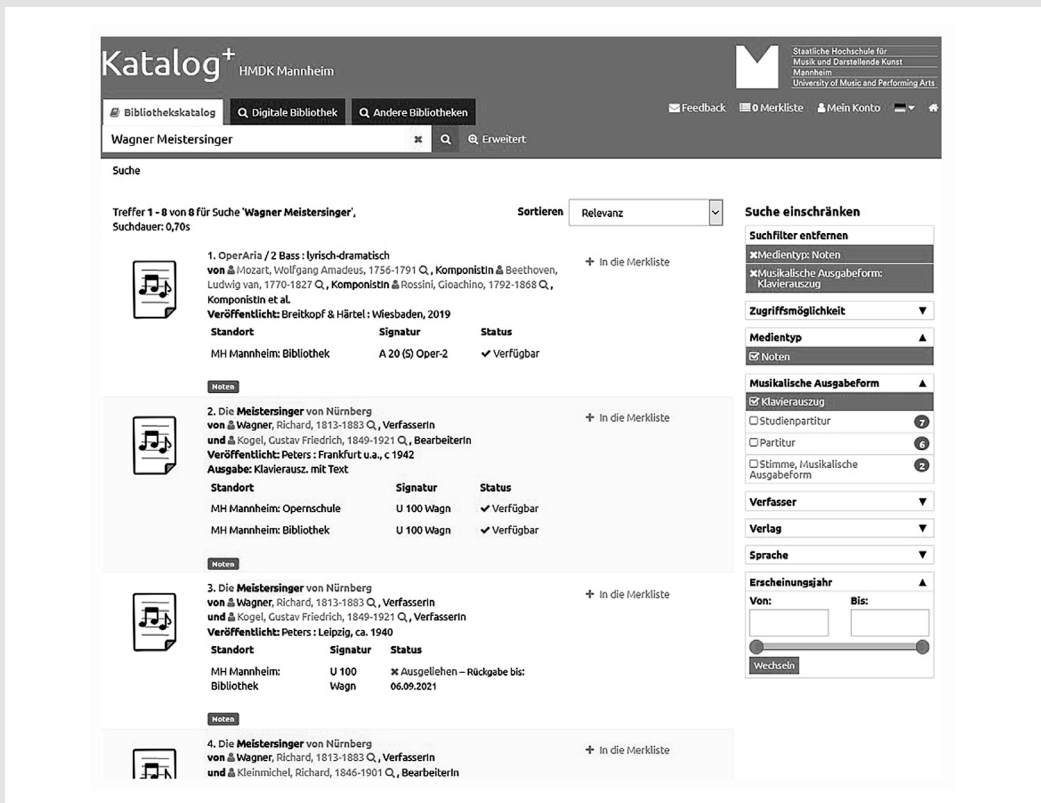 Katalog+ HMDK Mannheim
Staatliche Hochschule für
Musik und Darstellende Kunst
Mannheim
University of Music and Performing Arts
Bibliothekskatalog Digitale Bibliothek Andere Bibliotheken
Feedback 0 Merkliste Mein Konto
Wagner Meistersinger Erweitert
Suche
Treffer 1 - 8 von 8 für Suche 'Wagner Meistersinger',
Suchdauer: 0,70s
Sortieren Relevanz
1. OperAria / 2 Bass : lyrisch-dramatisch
von Mozart, Wolfgang Amadeus, 1756-1791 , KomponistIn Beethoven,
Ludwig van, 1770-1827 , KomponistIn Rossini, Gioachino, 1792-1868 ,
KomponistIn et al.
Veröffentlicht: Breitkopf & Härtel : Wiesbaden, 2019
Standort Signatur Status
MH Mannheim: Bibliothek A 20 (S) Oper-2 Verfügbar
Noten
+ In die Merkliste
2. Die Meistersinger von Nürnberg
von Wagner, Richard, 1813-1883 , VerfasserIn
und Kogel, Gustav Friedrich, 1849-1921 , BearbeiterIn
Veröffentlicht: Peters : Frankfurt u.a., c 1942
Ausgabe: Klavierausz. mit Text
Standort Signatur Status
MH Mannheim: Opernschule U 100 Wagn Verfügbar
MH Mannheim: Bibliothek U 100 Wagn Verfügbar
Noten
+ In die Merkliste
3. Die Meistersinger von Nürnberg
von Wagner, Richard, 1813-1883 , VerfasserIn
und Kogel, Gustav Friedrich, 1849-1921 , VerfasserIn
Veröffentlicht: Peters : Leipzig, ca. 1940
Standort Signatur Status
MH Mannheim: U 100 Ausgeliehen – Rückgabe bis:
Bibliothek Wagn 06.09.2021
Noten
+ In die Merkliste
4. Die Meistersinger von Nürnberg
von Wagner, Richard, 1813-1883 , VerfasserIn
und Kleinmichel, Richard, 1846-1901 , BearbeiterIn
+ In die Merkliste
Suche einschränken
Suchfilter entfernen
Medientyp: Noten
Musikalische Ausgabeform:
Klavierauszug
Zugriffsmöglichkeit
Medientyp
Noten
Musikalische Ausgabeform
Klavierauszug
Studienpartitur 7
Partitur 6
Stimme, Musikalische 2
Ausgabeform
Verfasser
Verlag
Sprache
Erscheinungsjahr
Von: Bis:
Wechseln